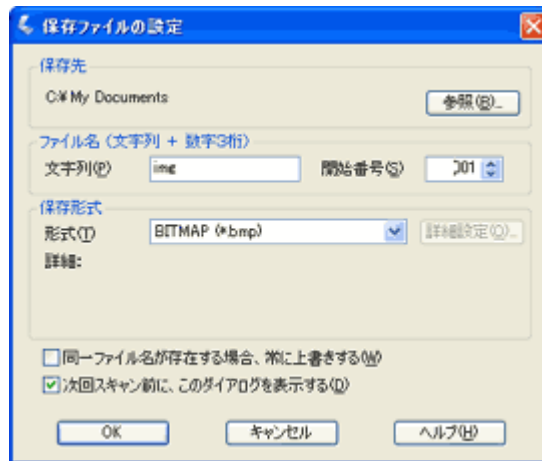 保存ファイルの設定
保存先
C:¥My Documents
参照(B)...
ファイル名 (文字列 + 数字3桁)
文字列(P) img 開始番号(S) 001
保存形式
形式(T) BITMAP (*.bmp) 詳細設定(O)...
詳細:
同一ファイル名が存在する場合、常に上書きする(W)
次回スキャン前に、このダイアログを表示する(D)
OK キャンセル ヘルプ(H)